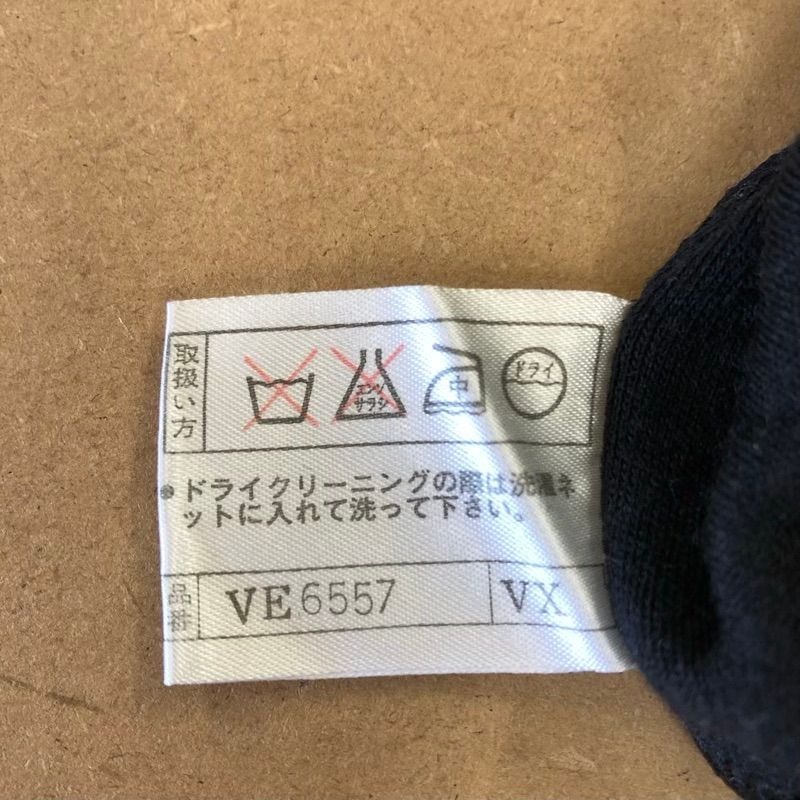 取扱い方
エンソ
サラシ
中
ドライ
●ドライクリーニングの際は洗濯ネ
ットに入れて洗って下さい。
品番 VE6557 VX